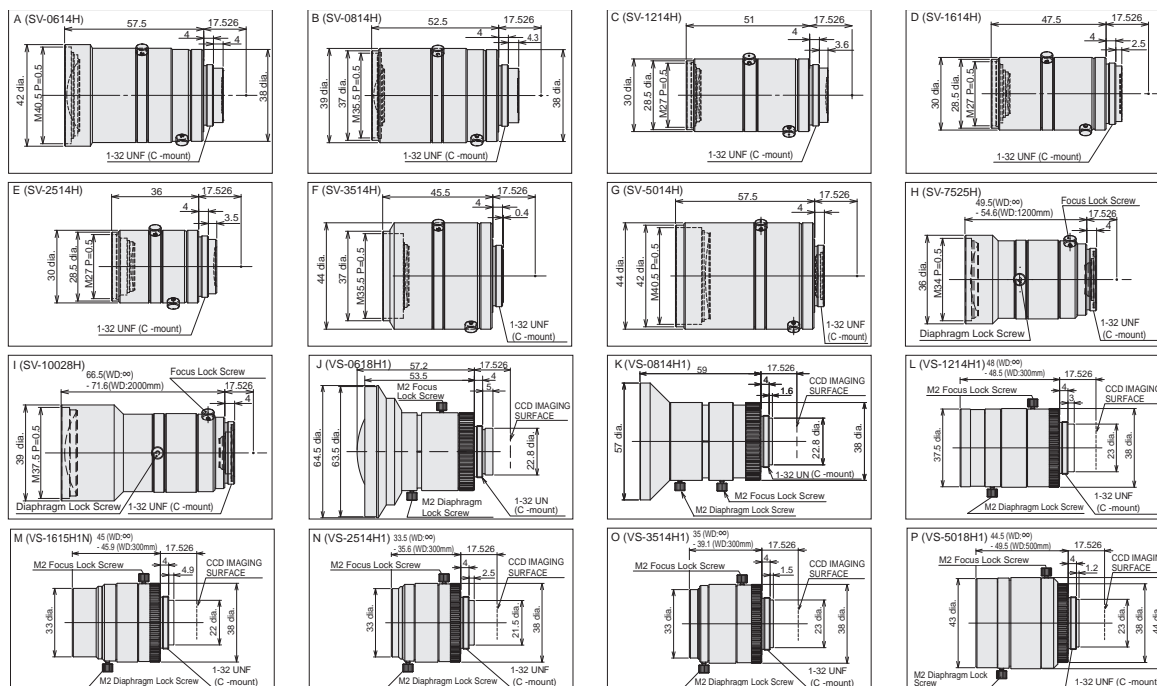 A (SV-0614H)
57.5
17.526
4
4
42 dia.
M40.5 P=0.5
38 dia.
1-32 UNF (C -mount)
B (SV-0814H)
52.5
17.526
4
4.3
39 dia.
37 dia.
M35.5 P=0.5
38 dia.
1-32 UNF (C -mount)
C (SV-1214H)
51
17.526
4
3.6
30 dia.
28.5 dia.
M27 P=0.5
1-32 UNF (C -mount)
D (SV-1614H)
47.5
17.526
4
2.5
30 dia.
28.5 dia.
M27 P=0.5
1-32 UNF (C -mount)
E (SV-2514H)
36
17.526
4
3.5
30 dia.
28.5 dia.
M27 P=0.5
1-32 UNF (C -mount)
F (SV-3514H)
45.5
17.526
4
0.4
44 dia.
37 dia.
M35.5 P=0.5
1-32 UNF
(C -mount)
G (SV-5014H)
57.5
17.526
4
44 dia.
42 dia.
M40.5 P=0.5
1-32 UNF
(C -mount)
H (SV-7525H)
49.5(WD:∞)
- 54.6(WD:1200mm)
Focus Lock Screw
17.526
4
36 dia.
M34 P=0.5
Diaphragm Lock Screw
1-32 UNF
(C -mount)
I (SV-10028H)
66.5(WD:∞)
- 71.6(WD:2000mm)
Focus Lock Screw
17.526
4
39 dia.
M37.5 P=0.5
Diaphragm Lock Screw
1-32 UNF (C -mount)
J (VS-0618H1)
57.2
17.526
53.5
4
5
M2 Focus
Lock Screw
CCD IMAGING
SURFACE
64.5 dia.
63.5 dia.
22.8 dia.
M2 Diaphragm
Lock Screw
1-32 UN
(C -mount)
K (VS-0814H1)
59
17.526
4
1.6
CCD IMAGING
SURFACE
57 dia.
22.8 dia.
38 dia.
1-32 UN (C -mount)
M2 Focus Lock Screw
M2 Diaphragm Lock Screw
L (VS-1214H1)
48 (WD:∞)
- 48.5 (WD:300mm)
17.526
M2 Focus Lock Screw
4
3
CCD IMAGING
SURFACE
37.5 dia.
23 dia.
38 dia.
M2 Diaphragm Lock Screw
1-32 UNF
(C -mount)
M (VS-1615H1N)
45 (WD:∞)
- 45.9 (WD:300mm)
17.526
M2 Focus Lock Screw
4
4.9
CCD IMAGING
SURFACE
33 dia.
22 dia.
38 dia.
M2 Diaphragm Lock Screw
1-32 UNF
(C -mount)
N (VS-2514H1)
33.5 (WD:∞)
- 35.6 (WD:300mm)
17.526
M2 Focus Lock Screw
4
2.5
CCD IMAGING
SURFACE
33 dia.
21.5 dia.
38 dia.
M2 Diaphragm Lock Screw
1-32 UNF
(C -mount)
O (VS-3514H1)
35 (WD:∞)
- 39.1 (WD:300mm)
17.526
M2 Focus Lock Screw
4
1.5
CCD IMAGING
SURFACE
33 dia.
23 dia.
38 dia.
M2 Diaphragm Lock Screw
1-32 UNF
(C -mount)
P (VS-5018H1)
44.5 (WD:∞)
- 49.5 (WD:500mm)
17.526
M2 Focus Lock Screw
4
1.2
CCD IMAGING
SURFACE
43 dia.
23 dia.
38 dia.
44 dia.
M2 Diaphragm Lock
Screw
1-32 UNF (C -mount)